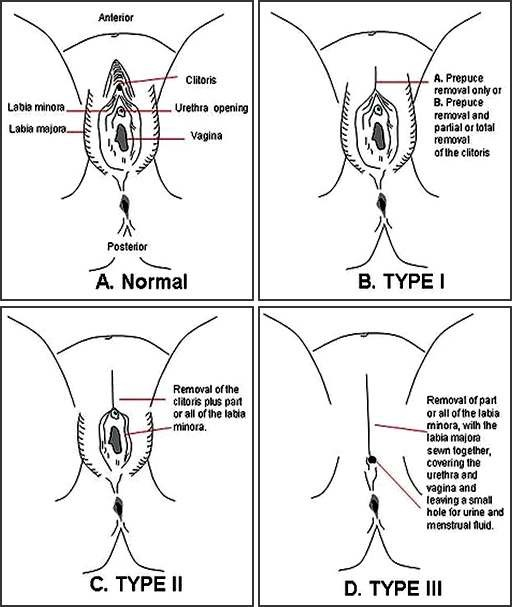 Anterior
Clitoris
Labia minora
Urethra opening
Labia majora
Vagina
Posterior
A. Normal
A. Prepuce
removal only or
B. Prepuce
removal and
partial or total
removal
of the clitoris
B. TYPE I
Removal of the
clitoris plus part
or all of the labia
minora.
C. TYPE II
Removal of part
or all of the labia
minora, with the
labia majora
sewn together,
covering the
urethra and
vagina and
leaving a small
hole for urine and
menstrual fluid.
D. TYPE III